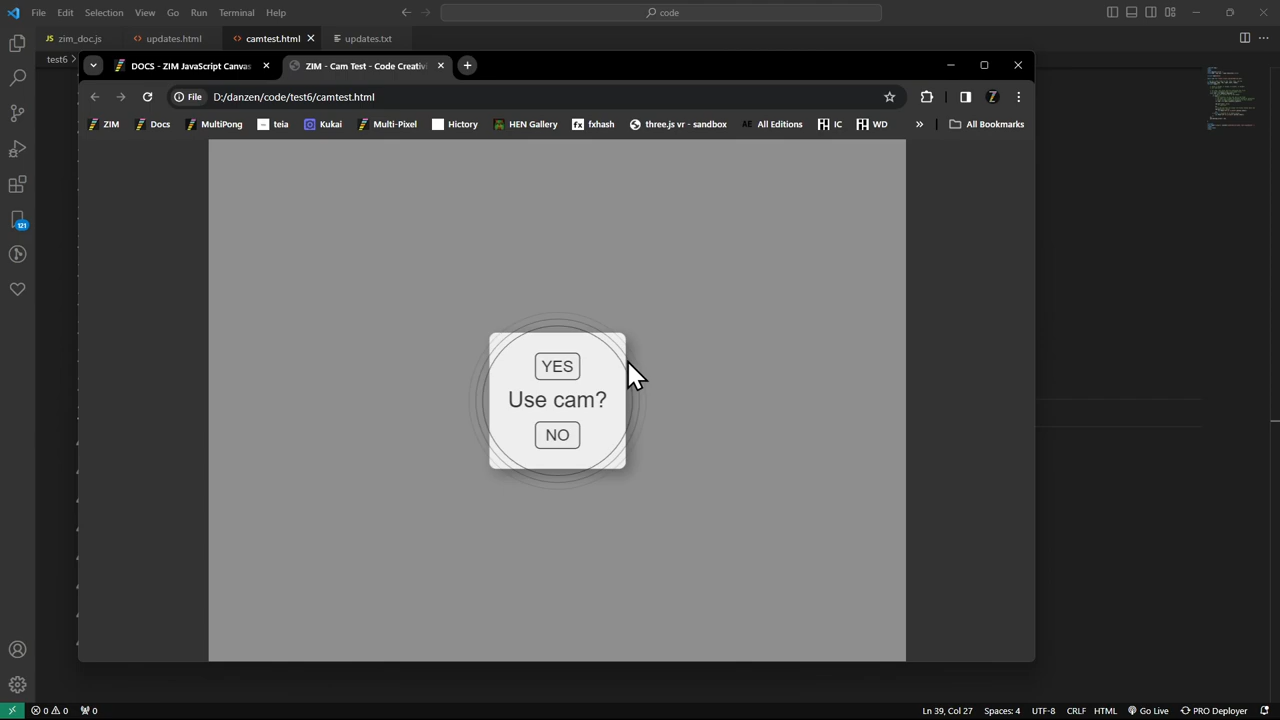 File Edit Selection View Go Run Terminal Help
code
zim_doc.js updates.html camtest.html updates.txt
test6
DOCS - ZIM JavaScript Canvas
ZIM - Cam Test - Code Creativ
File D:/danzen/code/test6/camtest.html
ZIM Docs MultiPong teia Kukai Multi-Pixel Hictory HEN Gallery fxhash three.js vr - sandbox All Editions IC WD » All Bookmarks
YES
Use cam?
NO
121
0 0 0
Ln 39, Col 27 Spaces: 4 UTF-8 CRLF HTML Go Live PRO Deployer